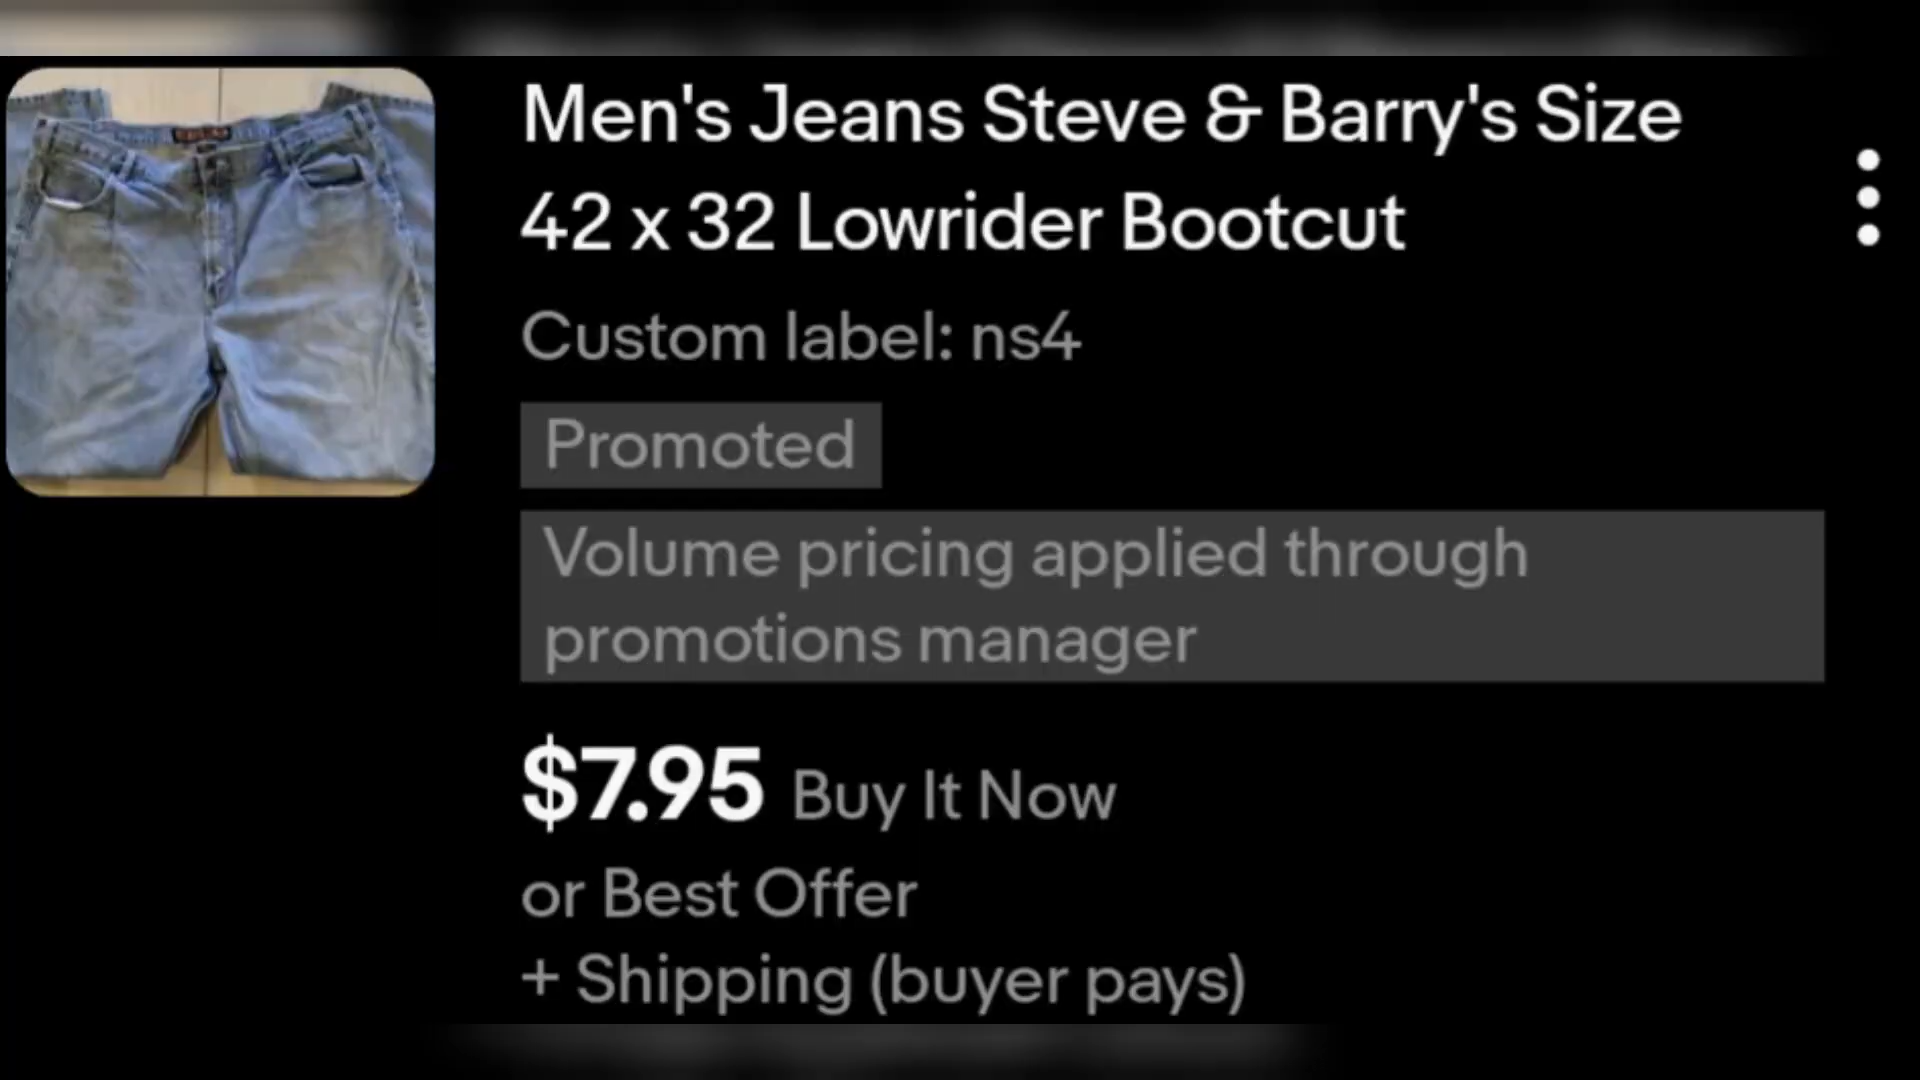 Men's Jeans Steve & Barry's Size
42 x 32 Lowrider Bootcut
Custom label: ns4
Promoted
Volume pricing applied through
promotions manager
$7.95 Buy It Now
or Best Offer
+ Shipping (buyer pays)